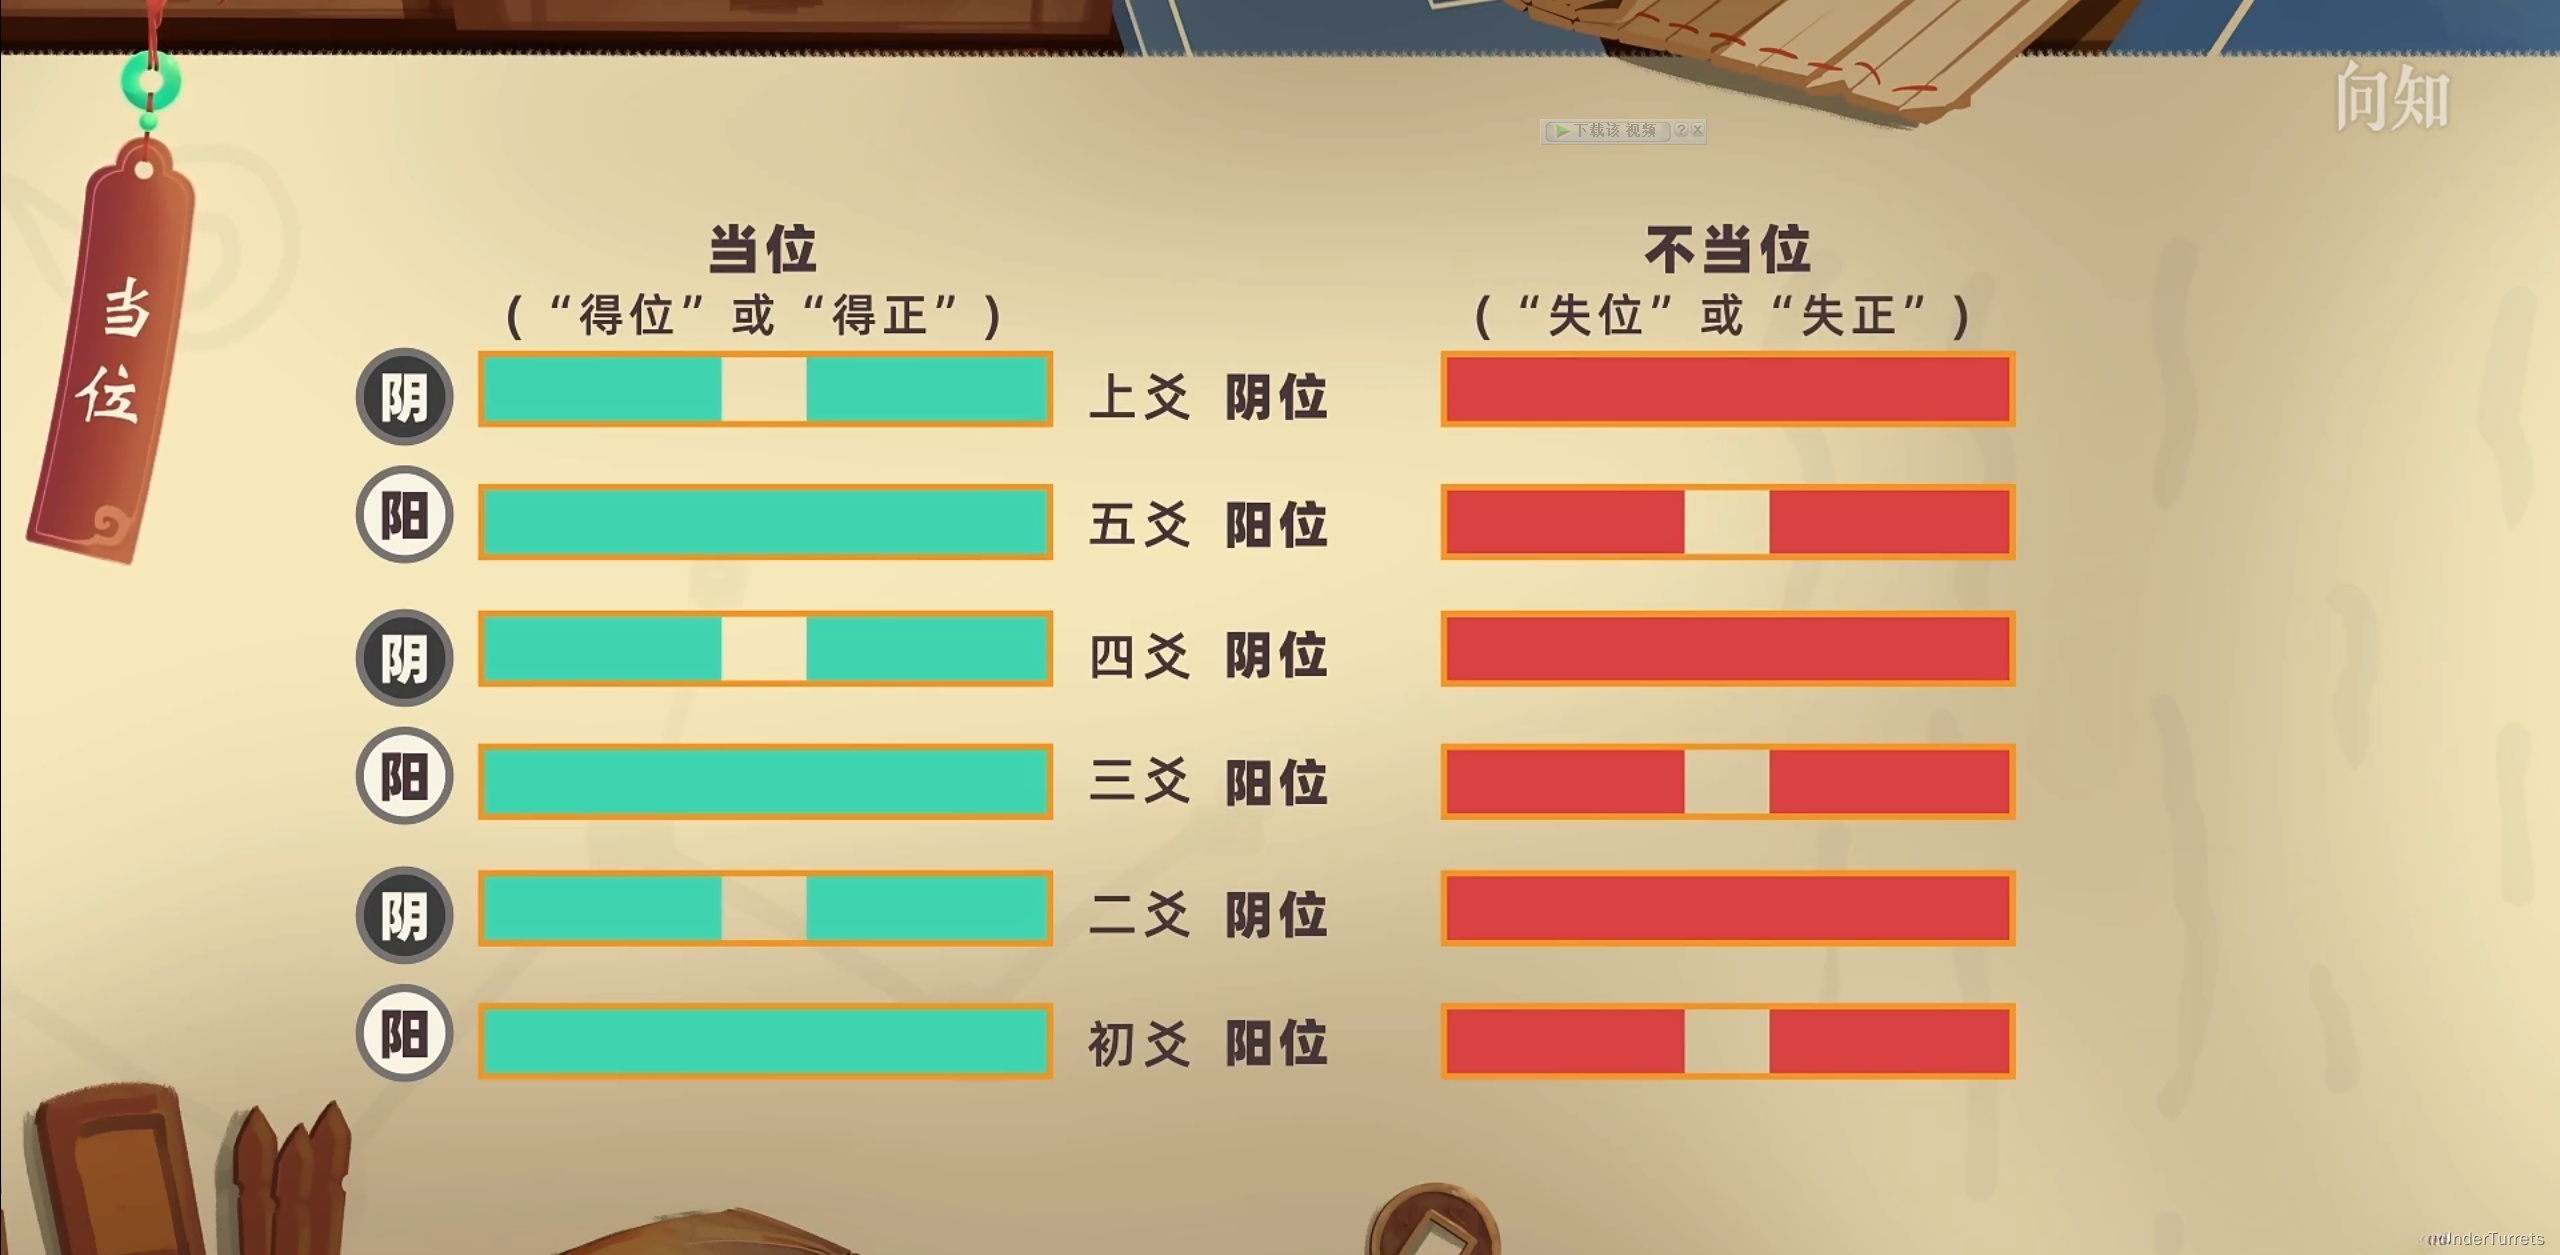 问知
下载该 视频
当位
当位
(“得位”或“得正”)
不当位
(“失位”或“失正”)
阴 上爻 阴位
阳 五爻 阳位
阴 四爻 阴位
阳 三爻 阳位
阴 二爻 阴位
阳 初爻 阳位
UnderTurrets